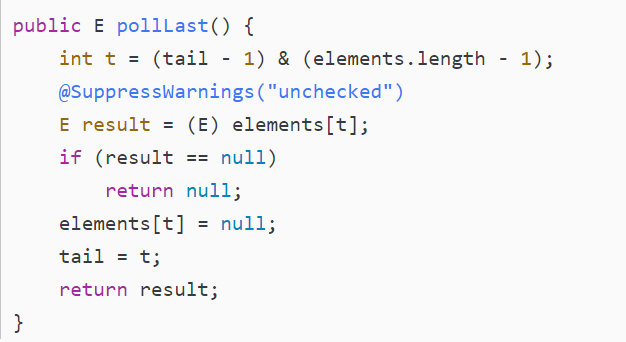 public E pollLast() {
    int t = (tail - 1) & (elements.length - 1);
    @SuppressWarnings("unchecked")
    E result = (E) elements[t];
    if (result == null)
        return null;
    elements[t] = null;
    tail = t;
    return result;
}